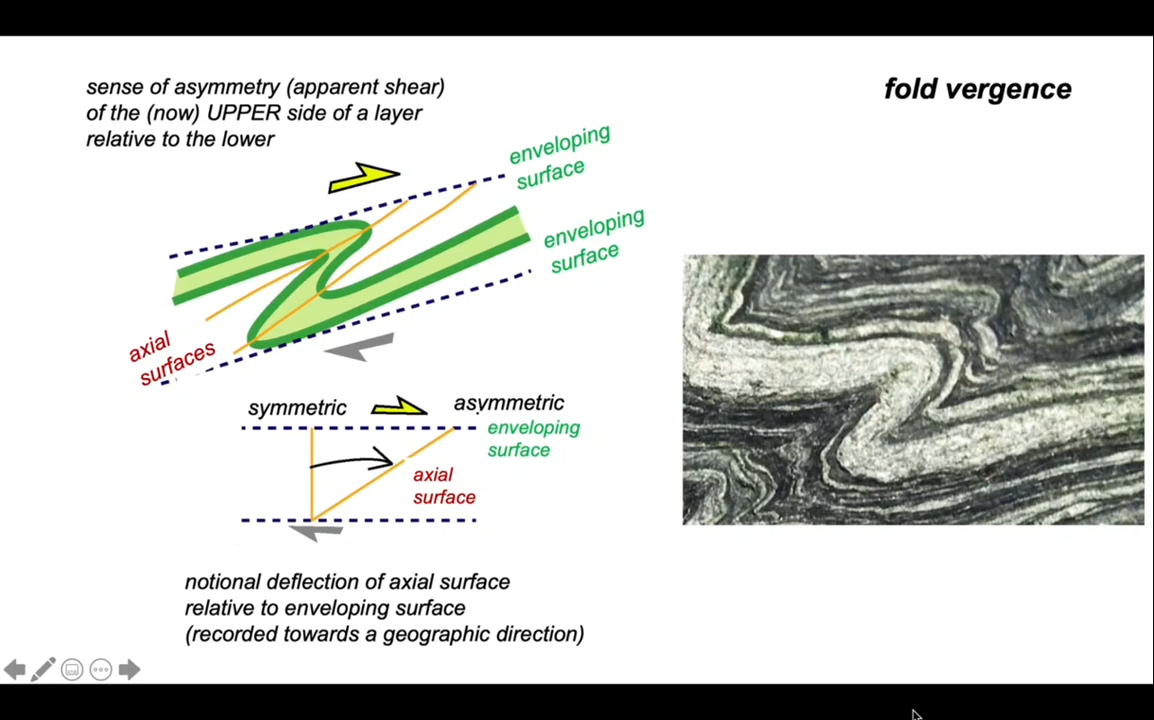 sense of asymmetry (apparent shear)
of the (now) UPPER side of a layer
relative to the lower
fold vergence
enveloping
surface
enveloping
surface
axial
surfaces
symmetric
asymmetric
enveloping
surface
axial
surface
notional deflection of axial surface
relative to enveloping surface
(recorded towards a geographic direction)